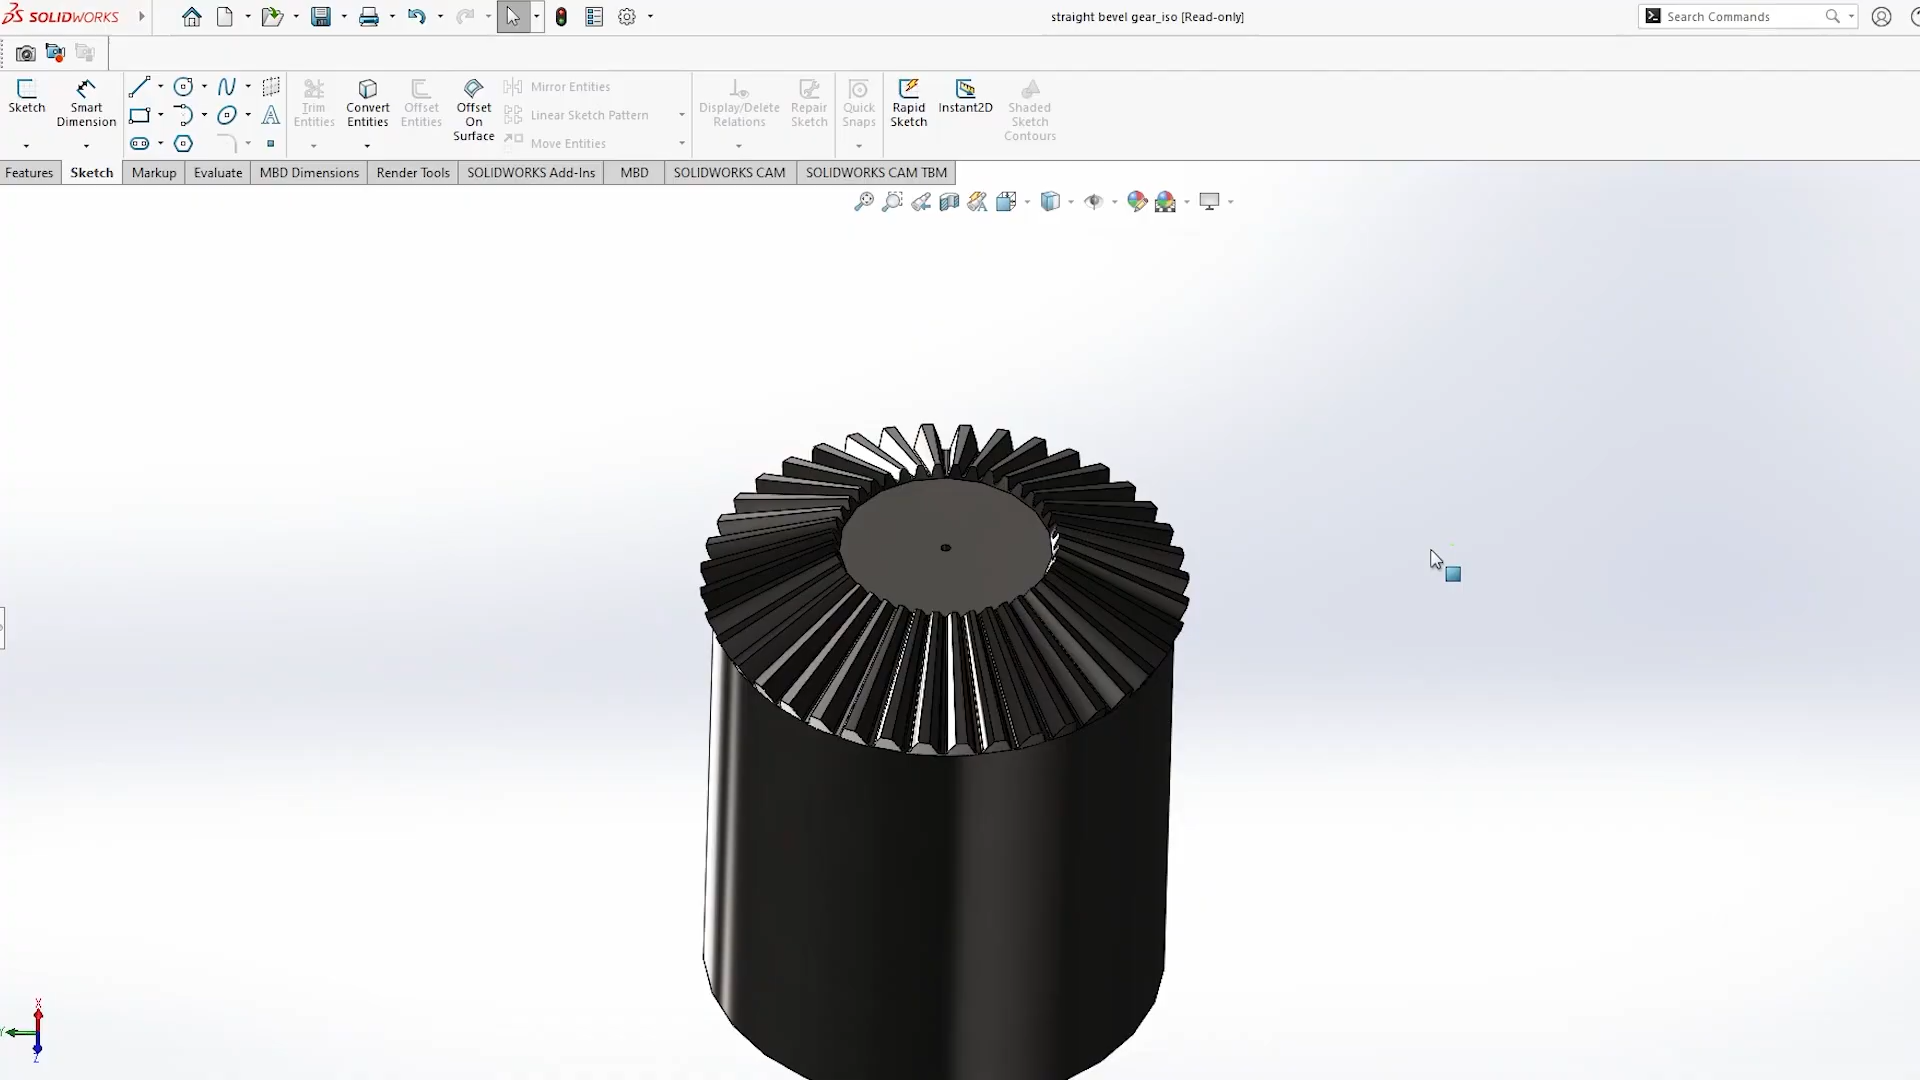 SOLIDWORKS
straight bevel gear_iso [Read-only]
Search Commands
Sketch
Smart
Dimension
Trim
Entities
Convert
Entities
Offset
Entities
Offset
On
Surface
Mirror Entities
Linear Sketch Pattern
Move Entities
Display/Delete
Relations
Repair
Sketch
Quick
Snaps
Rapid
Sketch
Instant2D
Shaded
Sketch
Contours
Features
Sketch
Markup
Evaluate
MBD Dimensions
Render Tools
SOLIDWORKS Add-Ins
MBD
SOLIDWORKS CAM
SOLIDWORKS CAM TBM
X
Y
Z